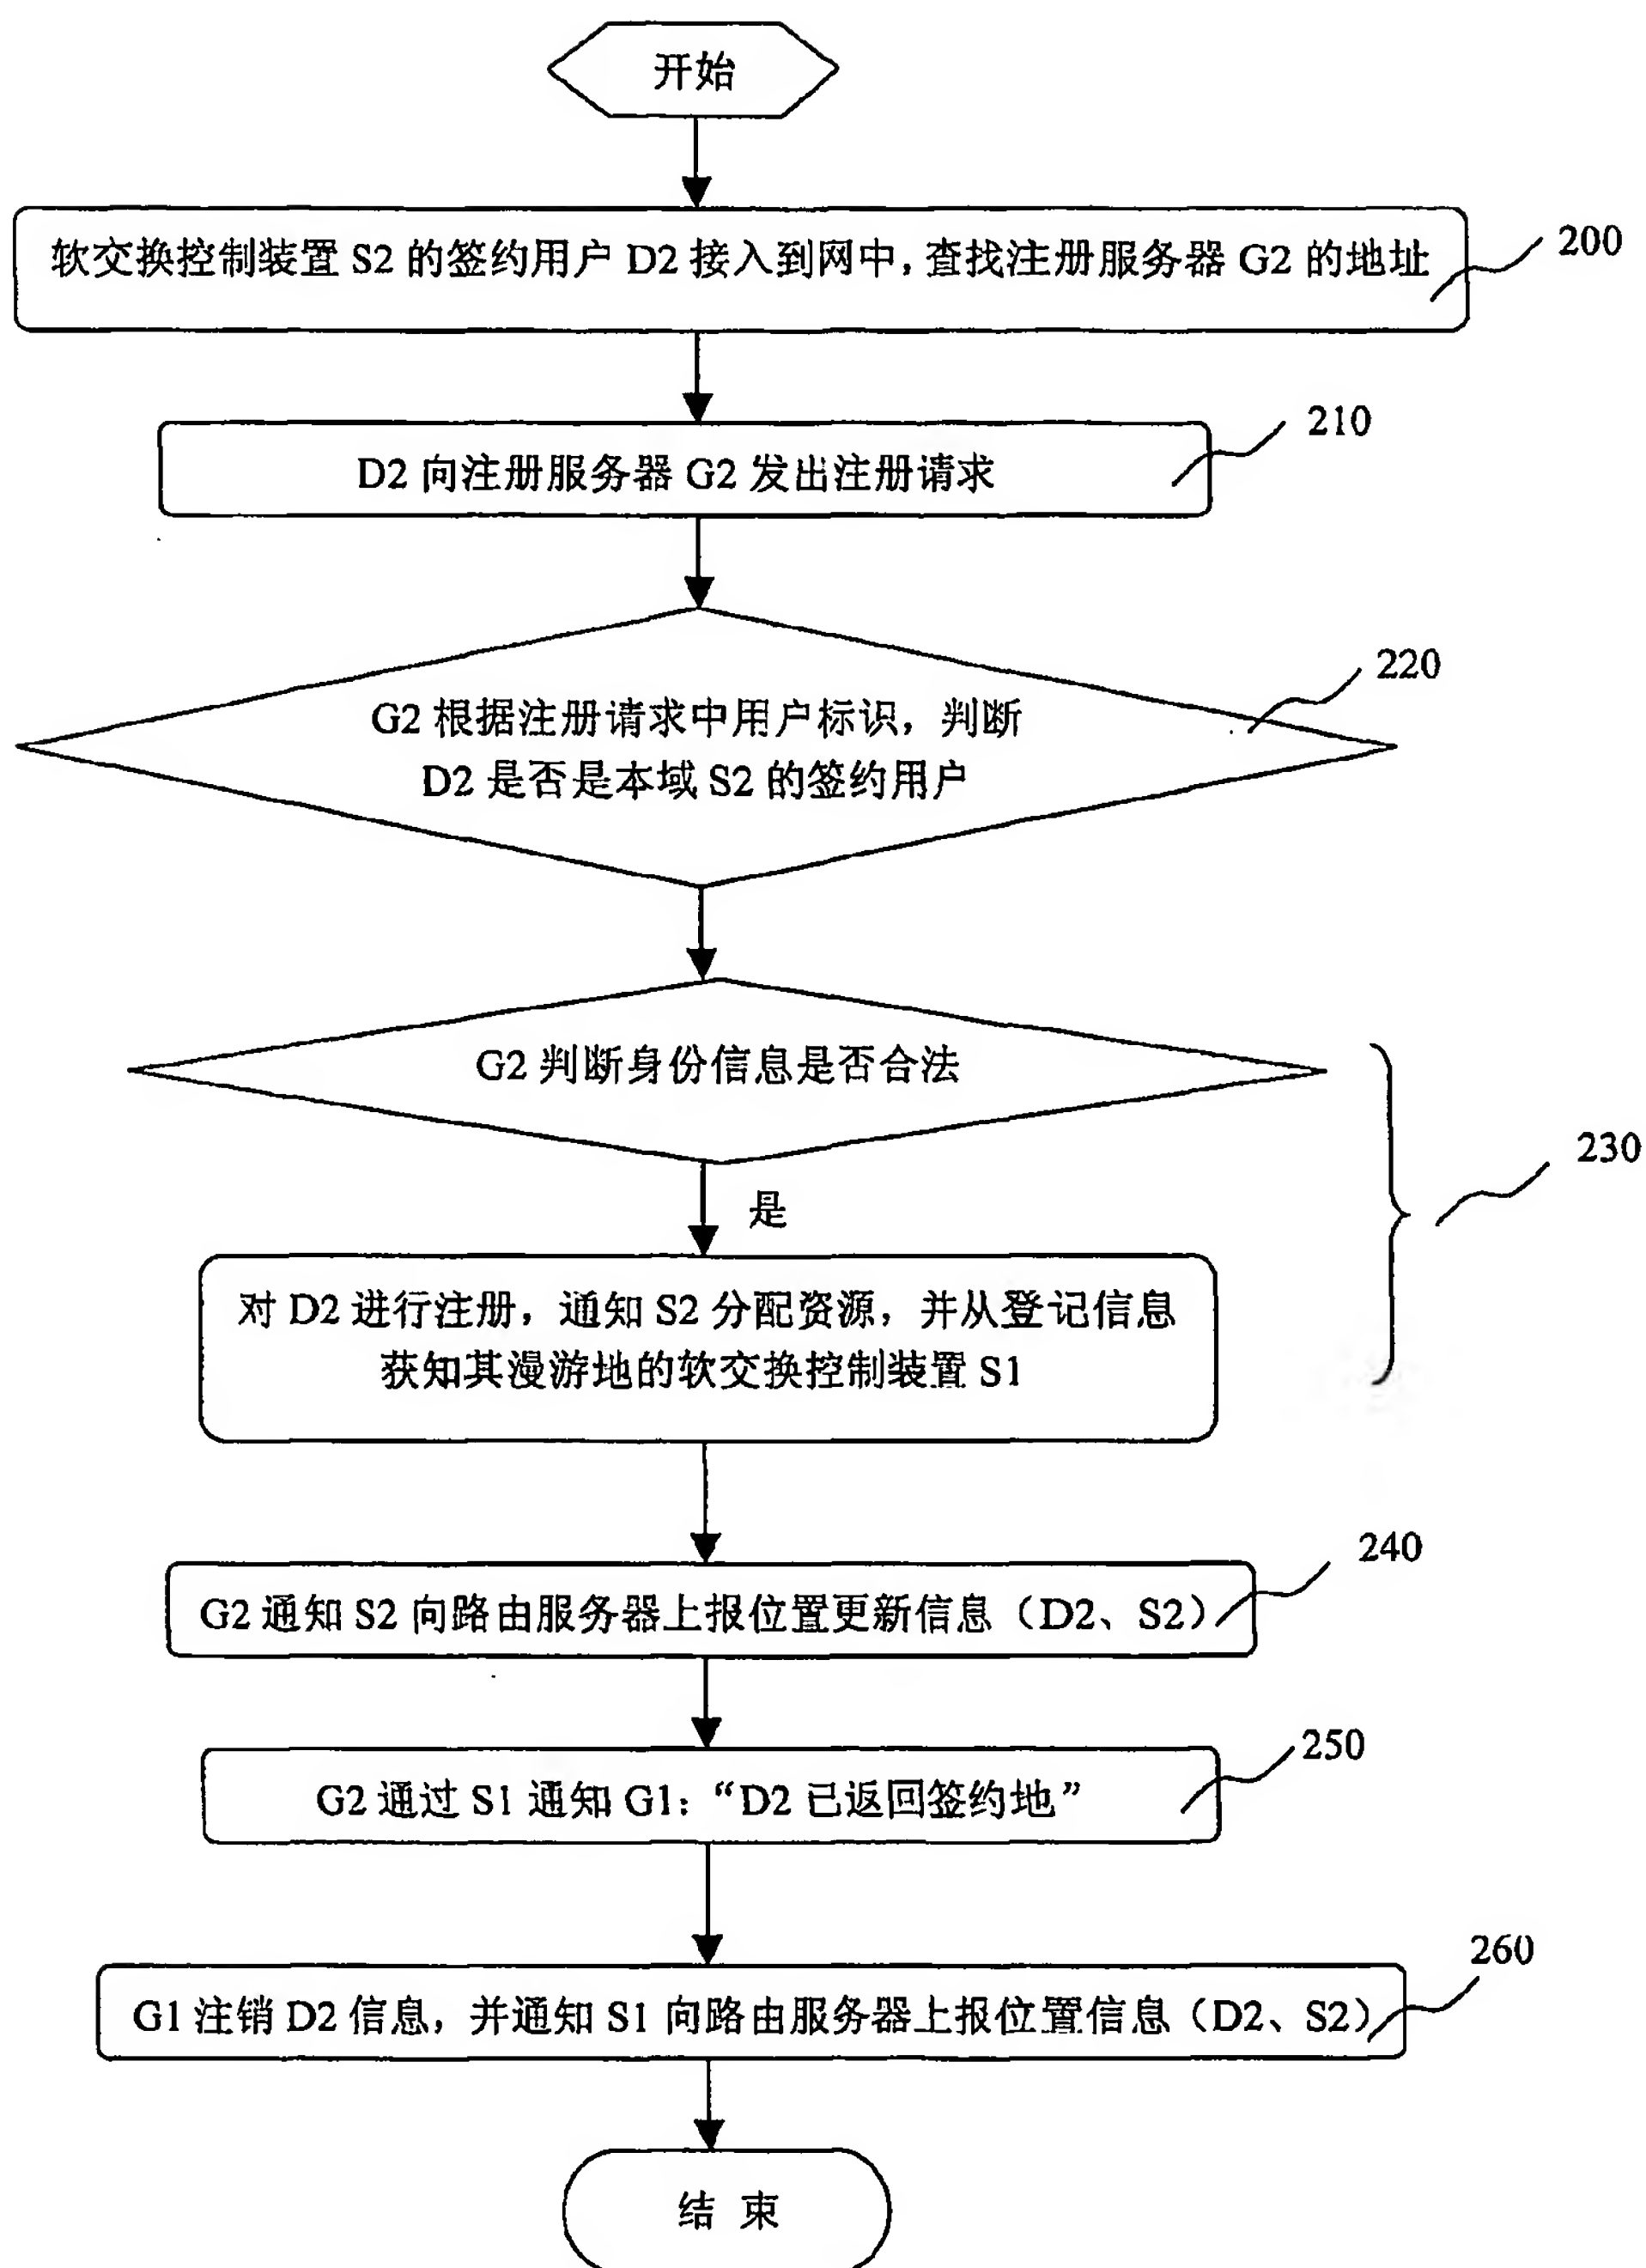 开始
软交换控制装置 S2 的签约用户 D2 接入到网中，查找注册服务器 G2 的地址
200
D2 向注册服务器 G2 发出注册请求
210
220
G2 根据注册请求中用户标识，判断
D2 是否是本域 S2 的签约用户
G2 判断身份信息是否合法
230
是
对 D2 进行注册，通知 S2 分配资源，并从登记信息
获知其漫游地的软交换控制装置 S1
240
G2 通知 S2 向路由服务器上报位置更新信息（D2、S2）
250
G2 通过 S1 通知 G1：“D2 已返回签约地”
260
G1 注销 D2 信息，并通知 S1 向路由服务器上报位置信息（D2、S2）
结 束